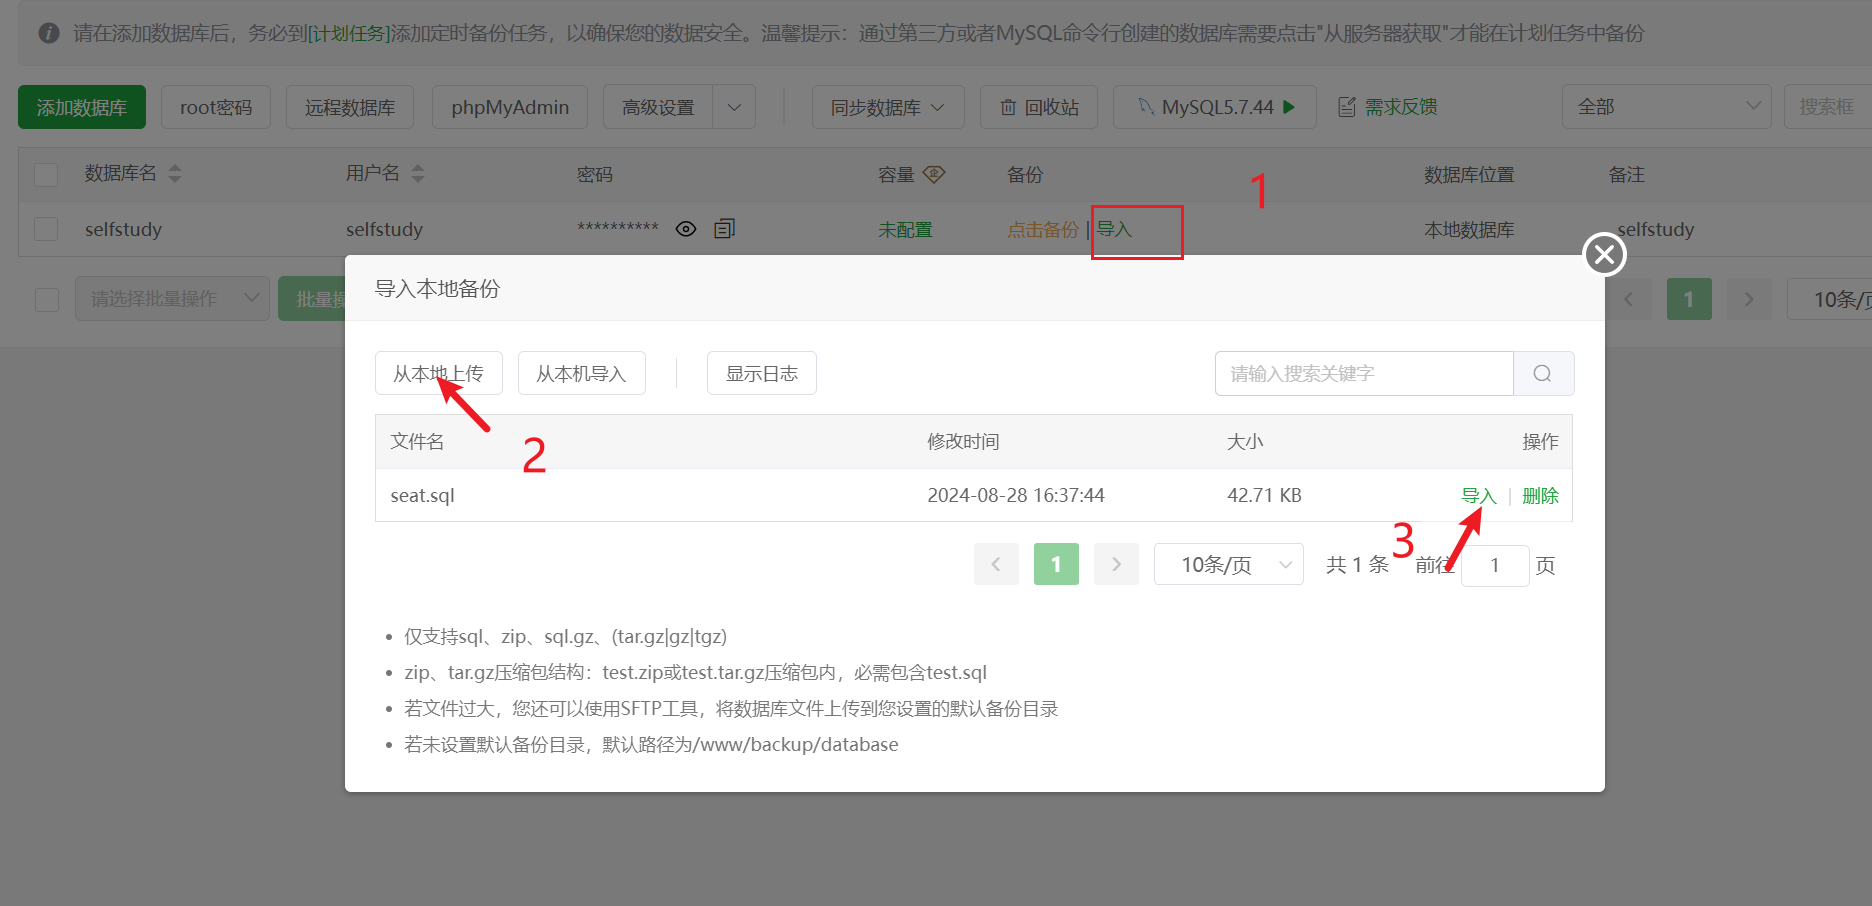 请在添加数据库后，务必到[计划任务]添加定时备份任务，以确保您的数据安全。温馨提示：通过第三方或者MySQL命令行创建的数据库需要点击"从服务器获取"才能在计划任务中备份
添加数据库 root密码 远程数据库 phpMyAdmin 高级设置 同步数据库 回收站 MySQL5.7.44 需求反馈 全部 搜索框
数据库名 用户名 密码 容量 备份 数据库位置 备注
1
selfstudy selfstudy ********** 未配置 点击备份 | 导入 本地数据库 selfstudy
请选择批量操作 批量操 1 10条/页
导入本地备份
从本地上传 从本机导入 显示日志 请输入搜索关键字
2
文件名 修改时间 大小 操作
seat.sql 2024-08-28 16:37:44 42.71 KB 导入 | 删除
3
1 10条/页 共 1 条 前往 1 页
仅支持sql、zip、sql.gz、(tar.gz|gz|tgz)
zip、tar.gz压缩包结构：test.zip或test.tar.gz压缩包内，必需包含test.sql
若文件过大，您还可以使用SFTP工具，将数据库文件上传到您设置的默认备份目录
若未设置默认备份目录，默认路径为/www/backup/database